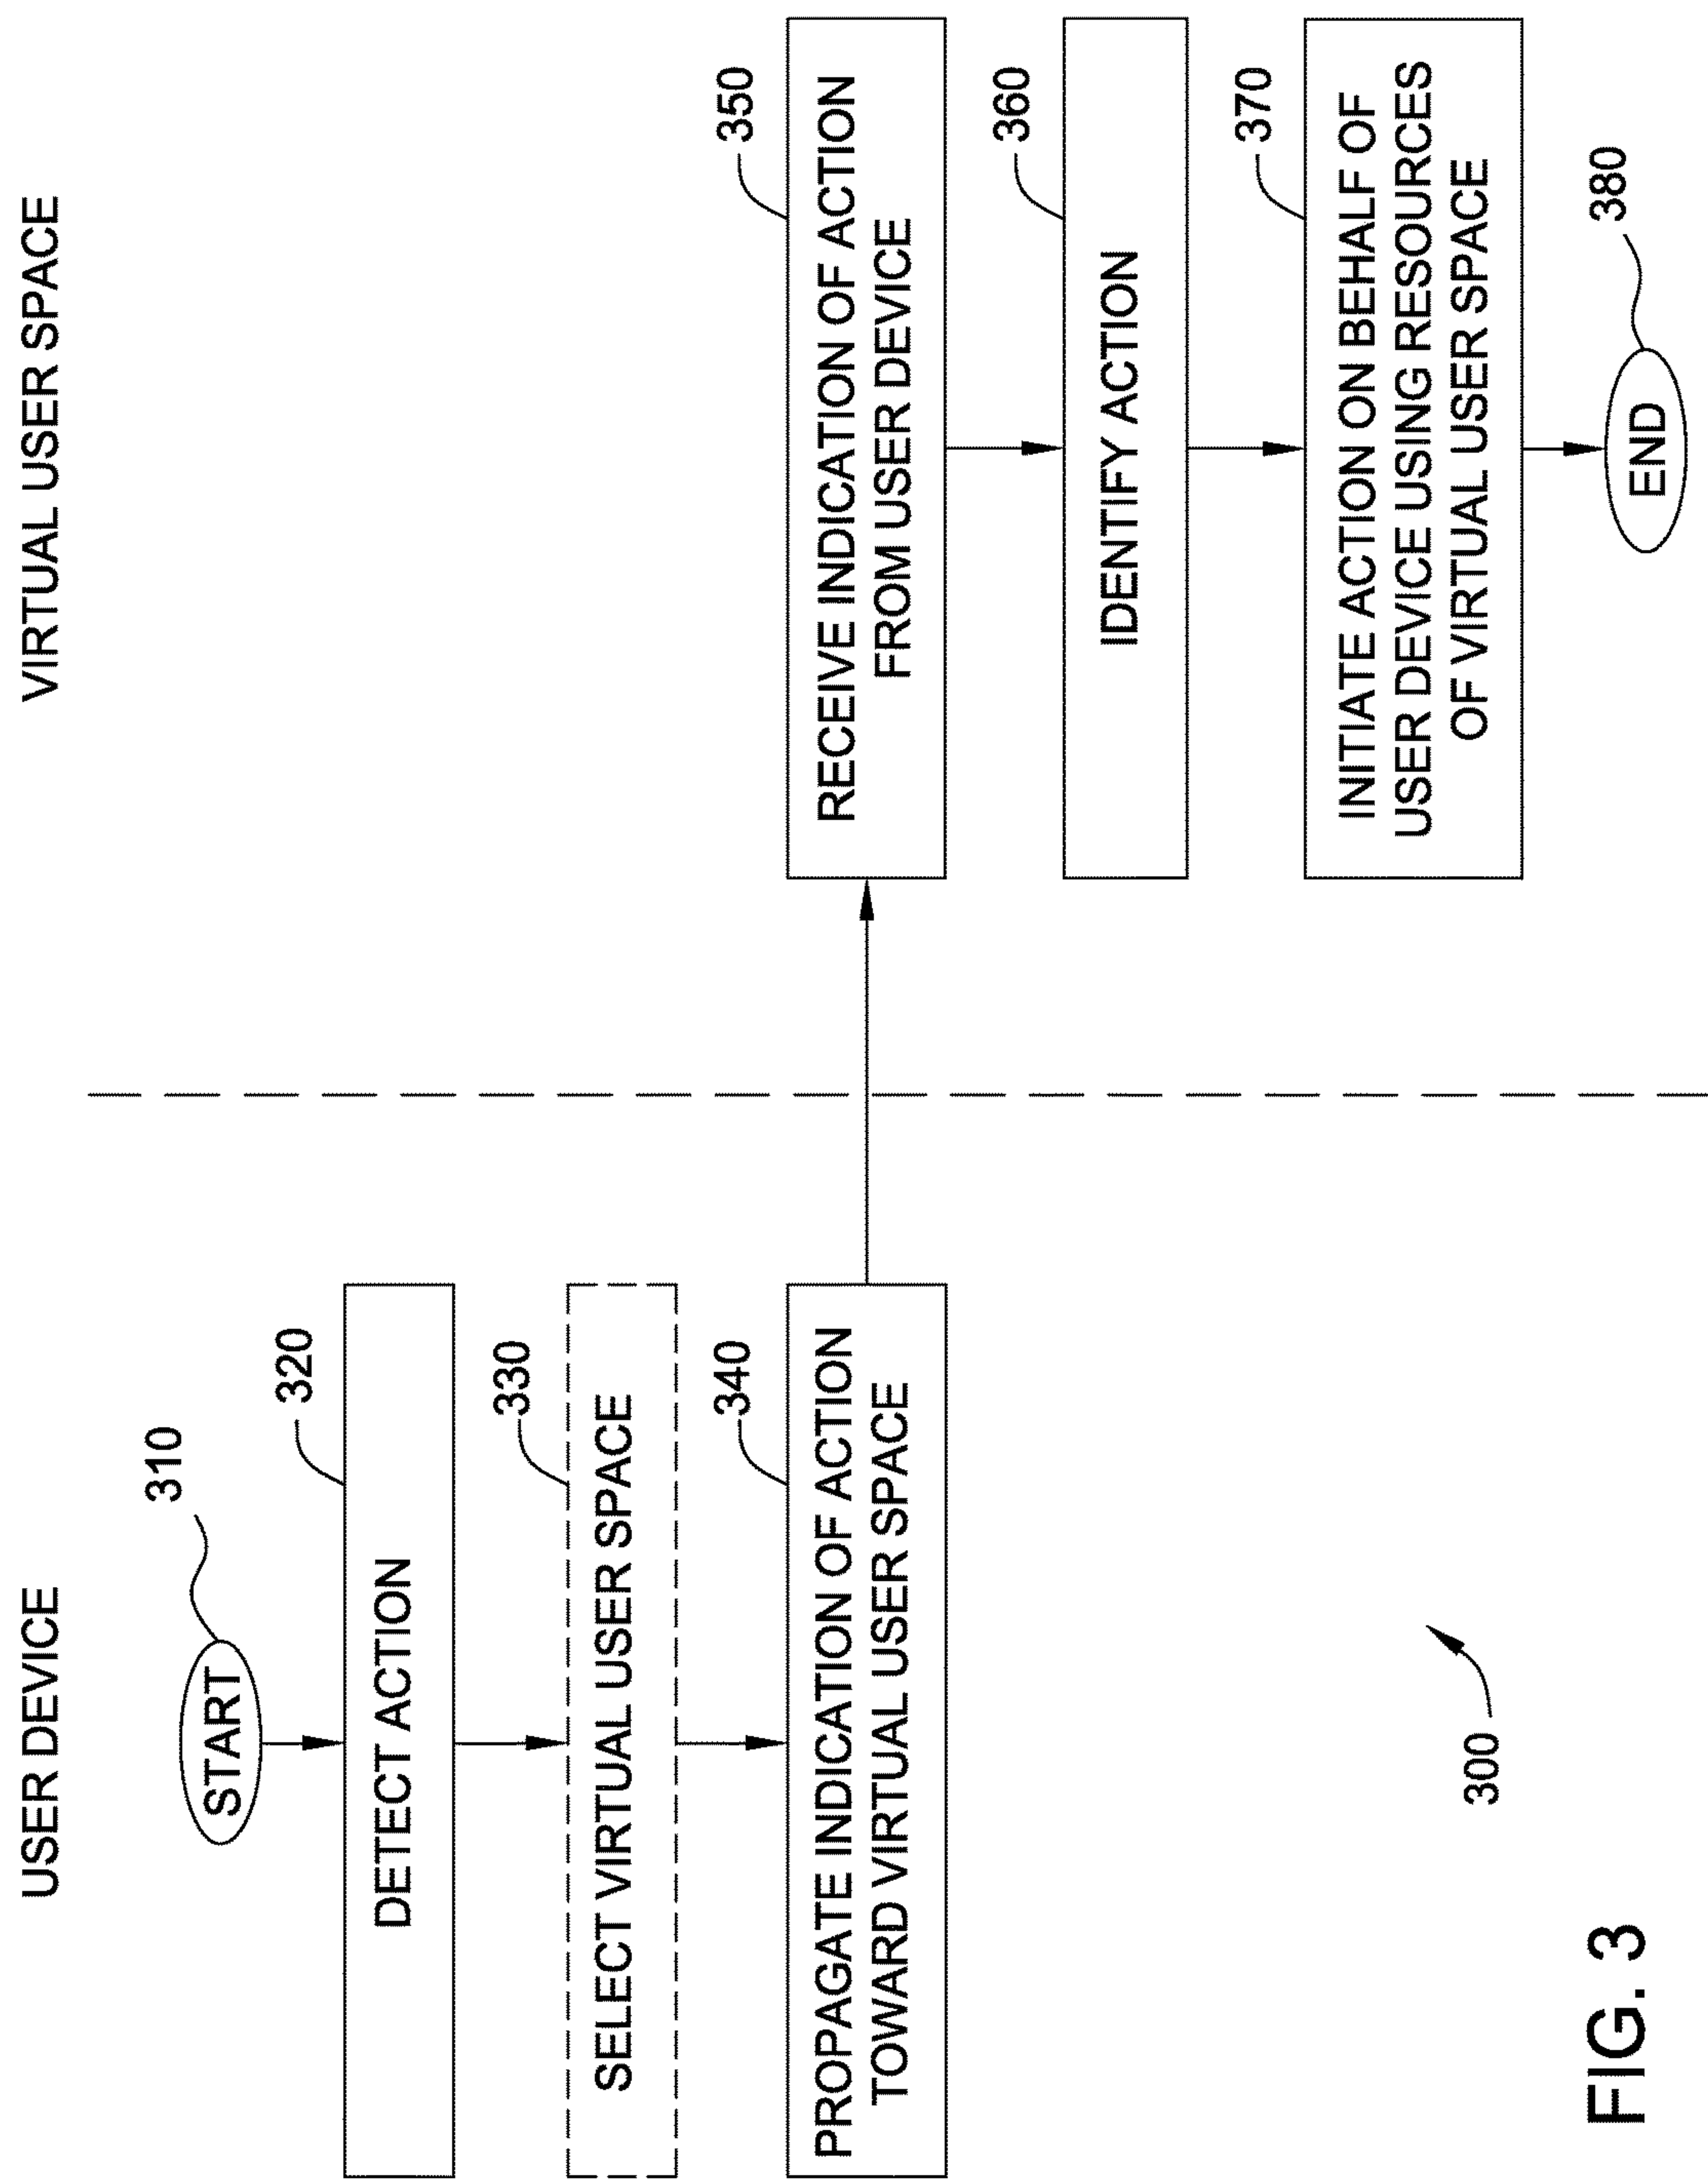 USER DEVICE
VIRTUAL USER SPACE
310
START
320
DETECT ACTION
330
SELECT VIRTUAL USER SPACE
340
PROPAGATE INDICATION OF ACTION
TOWARD VIRTUAL USER SPACE
350
RECEIVE INDICATION OF ACTION
FROM USER DEVICE
360
IDENTIFY ACTION
370
INITIATE ACTION ON BEHALF OF
USER DEVICE USING RESOURCES
OF VIRTUAL USER SPACE
380
END
300
FIG. 3